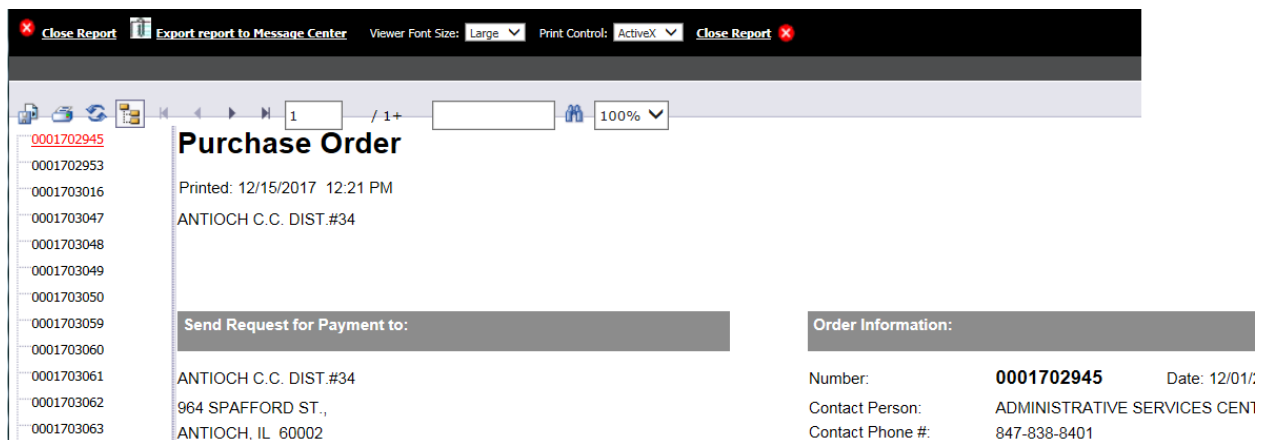 Close Report Export report to Message Center Viewer Font Size: Large Print Control: ActiveX Close Report
1 / 1+ 100%
0001702945
0001702953
0001703016
0001703047
0001703048
0001703049
0001703050
0001703059
0001703060
0001703061
0001703062
0001703063
Purchase Order
Printed: 12/15/2017 12:21 PM
ANTIOCH C.C. DIST.#34
Send Request for Payment to:
ANTIOCH C.C. DIST.#34
964 SPAFFORD ST.,
ANTIOCH, IL 60002
Order Information:
Number: 0001702945 Date: 12/01/
Contact Person: ADMINISTRATIVE SERVICES CENT
Contact Phone #: 847-838-8401